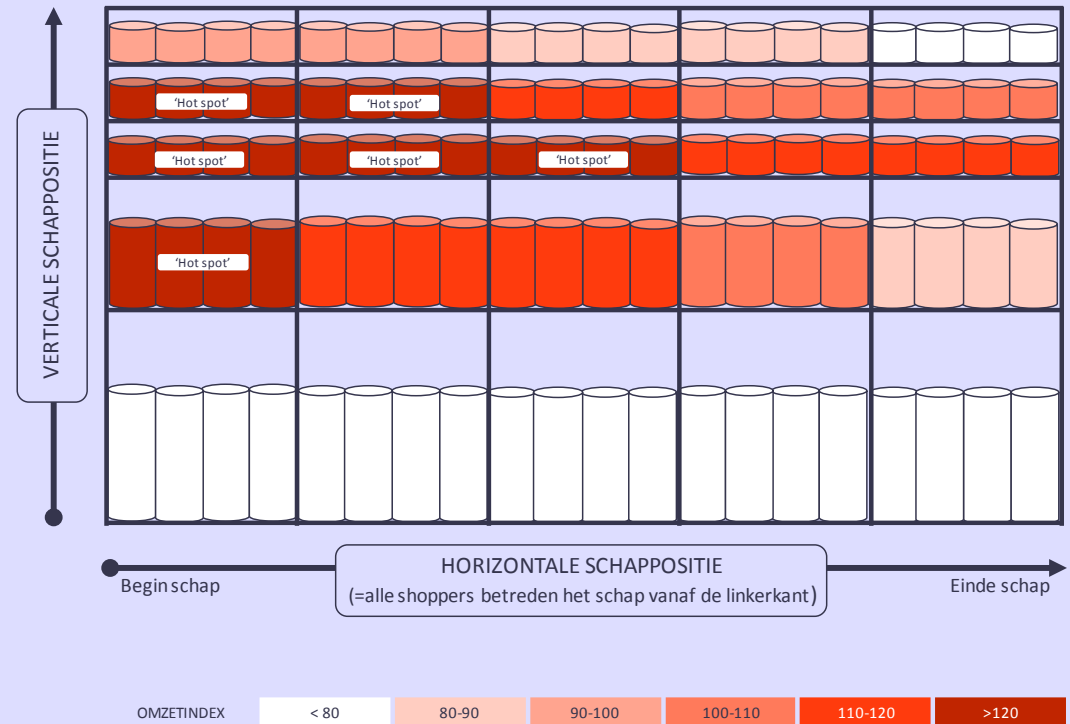 VERTICALE SCHAPPOSITIE
'Hot spot'
'Hot spot'
'Hot spot'
'Hot spot'
'Hot spot'
'Hot spot'
HORIZONTALE SCHAPPOSITIE
(=alle shoppers betreden het schap vanaf de linkerkant)
Begin schap
Einde schap
OMZETINDEX < 80 80-90 90-100 100-110 110-120 >120